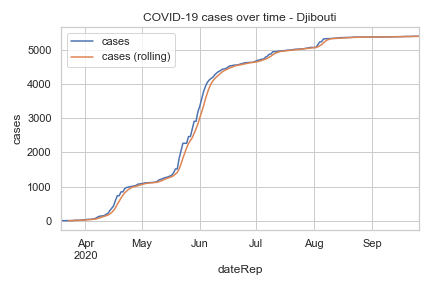 COVID-19 cases over time - Djibouti
cases
cases (rolling)
cases
5000
4000
3000
2000
1000
0
Apr May Jun Jul Aug Sep
2020
dateRep